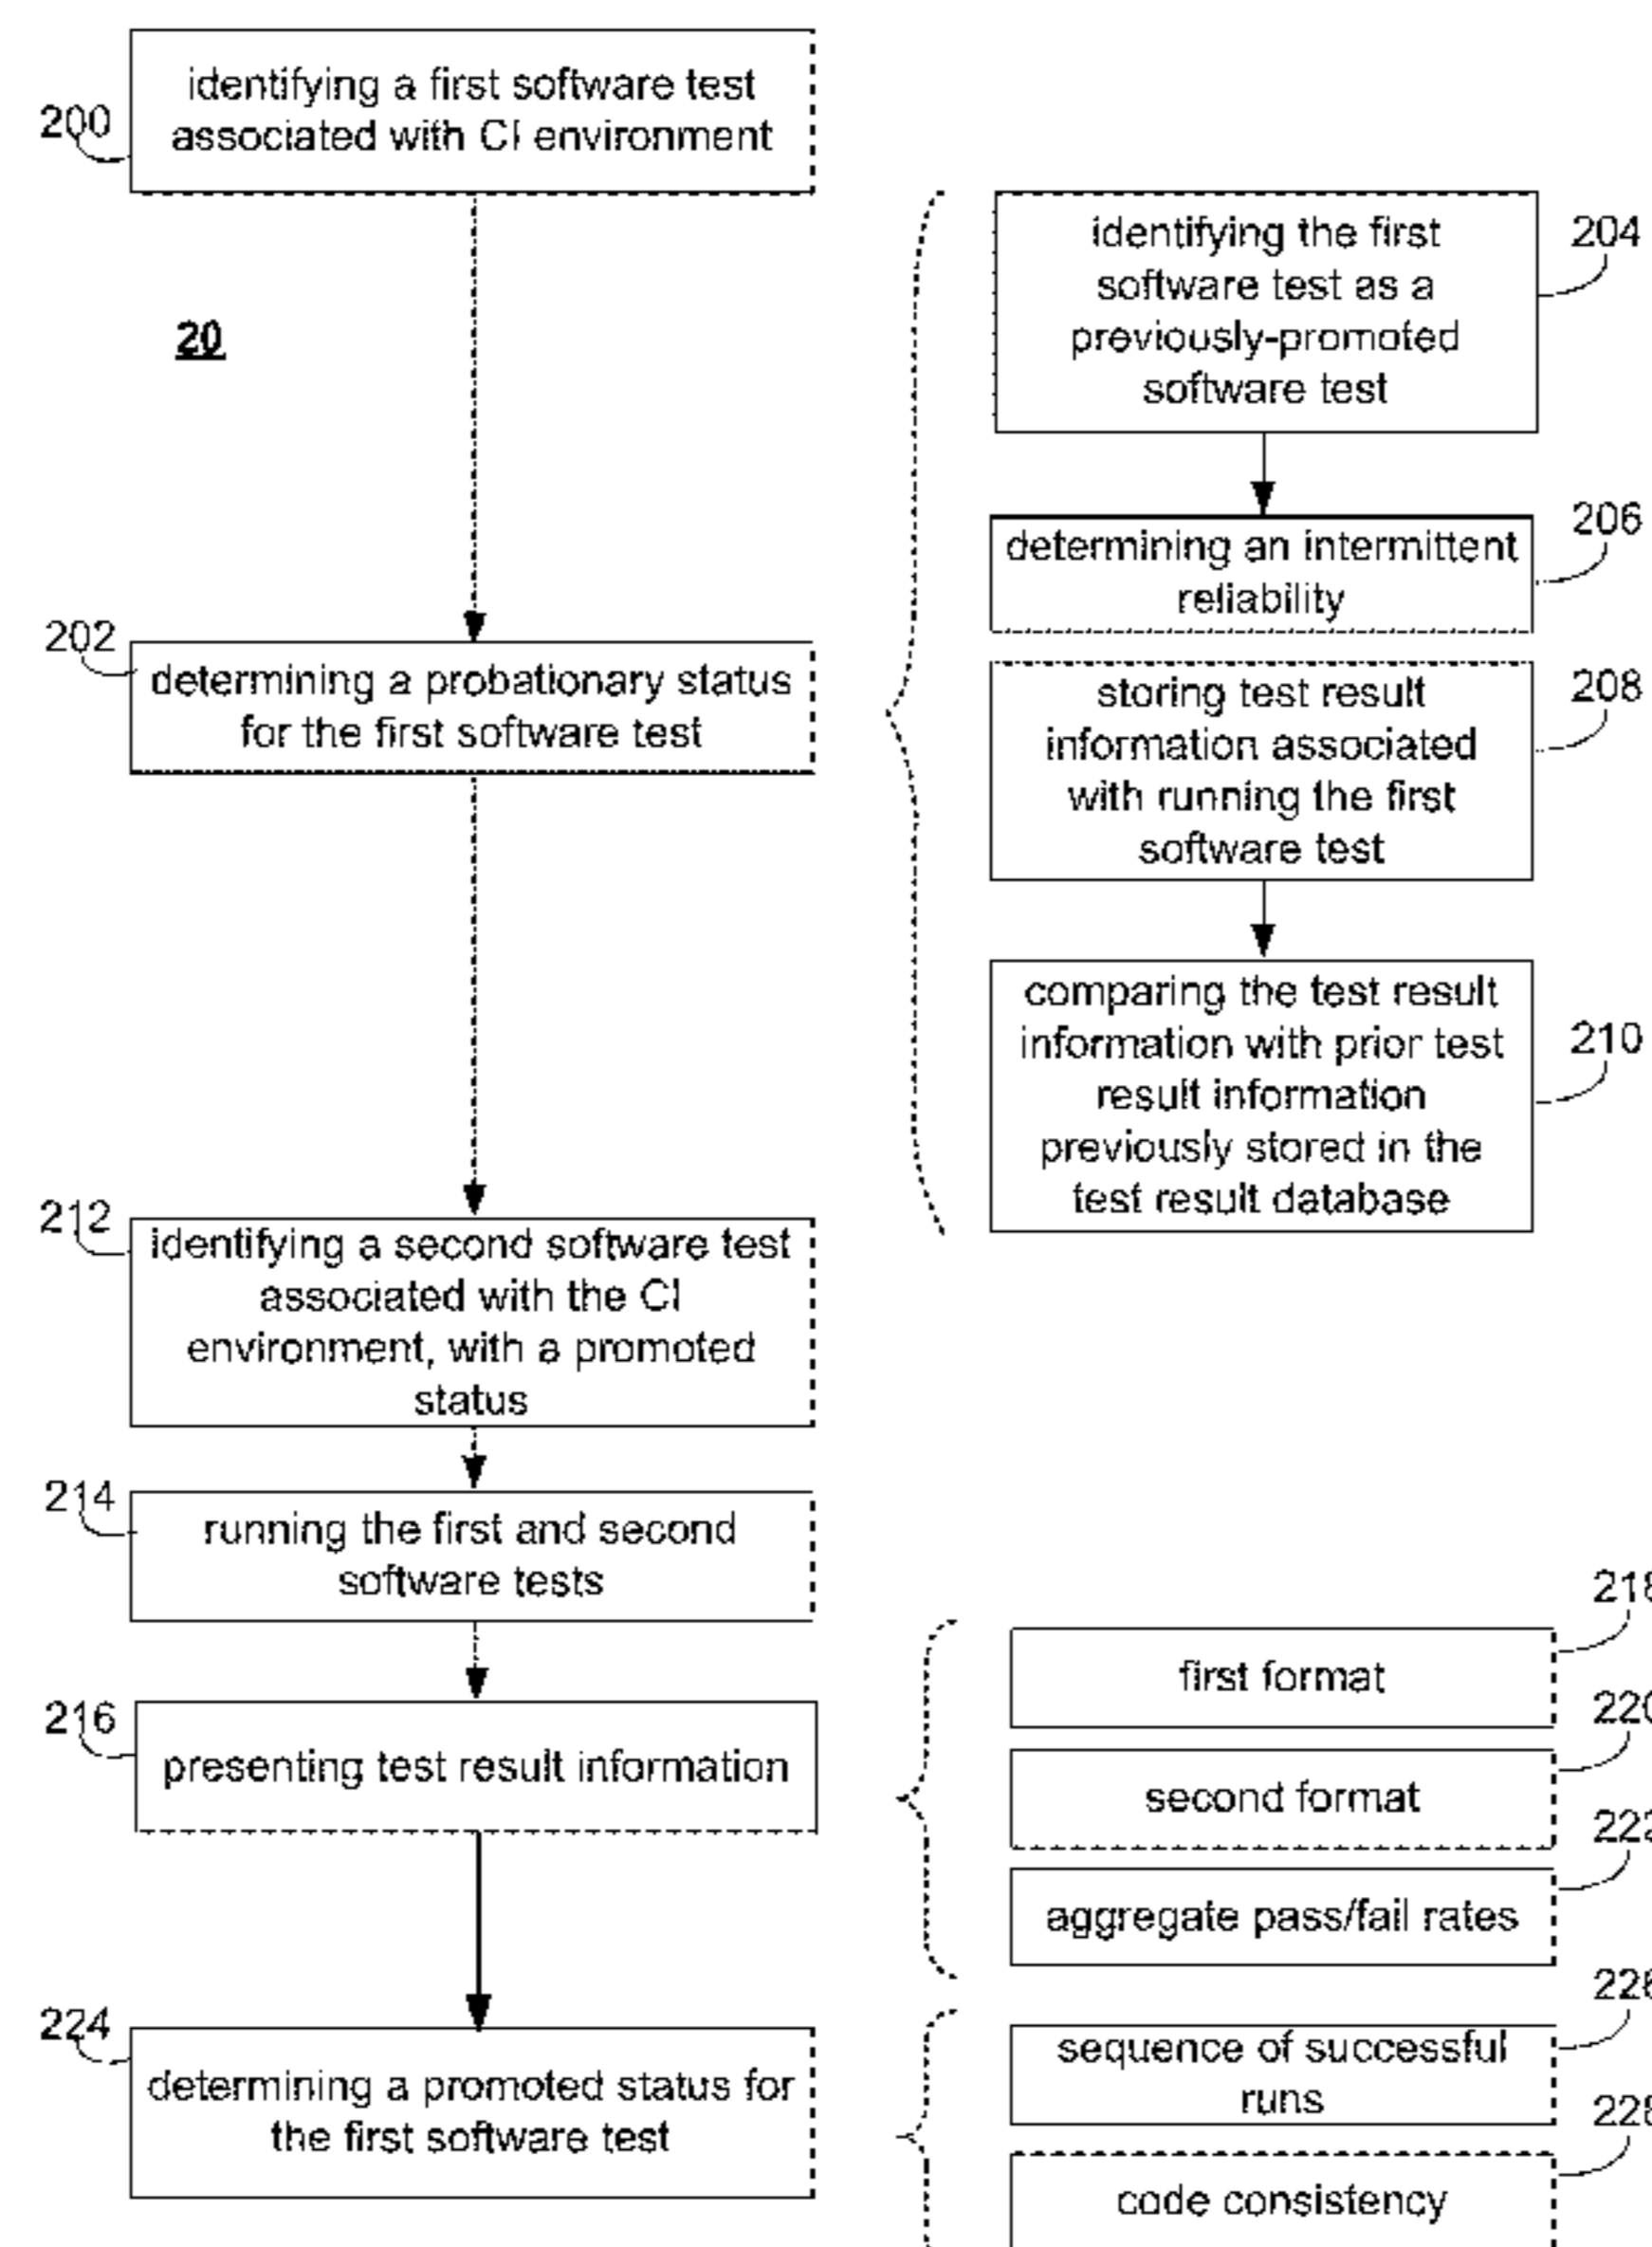 identifying a first software test
associated with CI environment
200
20
identifying the first
software test as a
previously-promoted
software test
204
determining an intermittent
reliability
206
202
determining a probationary status
for the first software test
storing test result
information associated
with running the first
software test
208
comparing the test result
information with prior test
result information
previously stored in the
test result database
210
212
identifying a second software test
associated with the CI
environment, with a promoted
status
214
running the first and second
software tests
216
presenting test result information
first format
218
second format
220
aggregate pass/fail rates
222
224
determining a promoted status for
the first software test
sequence of successful
runs
226
code consistency
228